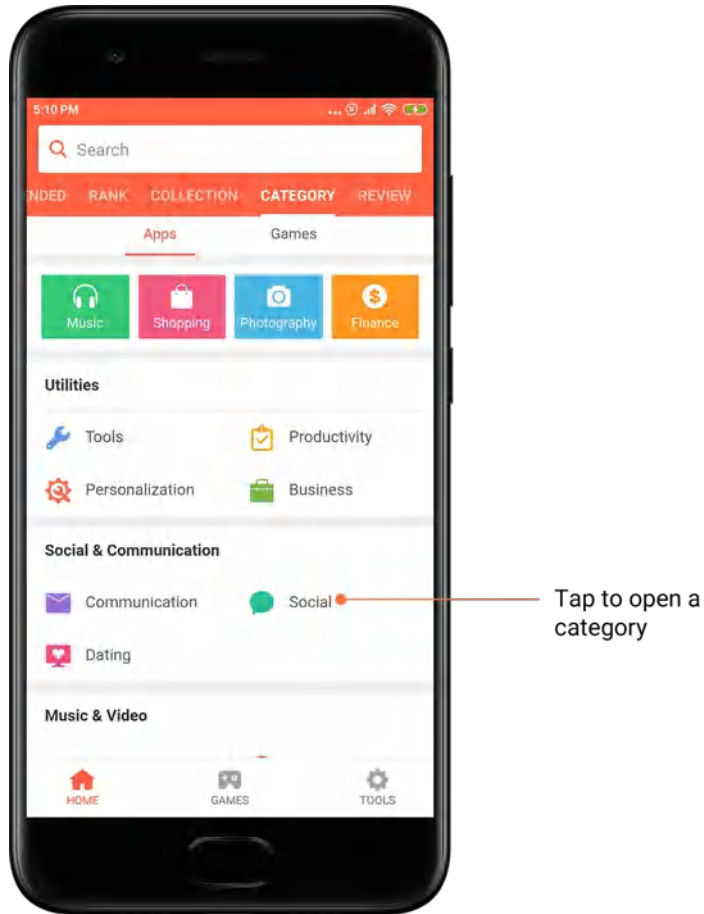 5:10 PM
Search
NDED RANK COLLECTION CATEGORY REVIEW
Apps Games
Music Shopping Photography Finance
Utilities
Tools Productivity
Personalization Business
Social & Communication
Communication Social
Tap to open a
category
Dating
Music & Video
HOME GAMES TOOLS